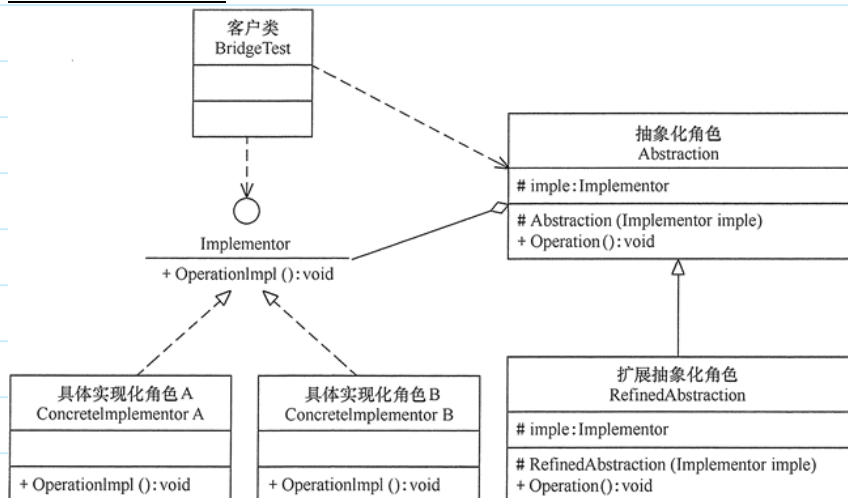 客户类
BridgeTest
抽象化角色
Abstraction
# imple:Implementor
# Abstraction (Implementor imple)
+ Operation():void
Implementor
+ OperationImpl ():void
具体实现化角色A
ConcreteImplementor A
+ OperationImpl ():void
具体实现化角色B
ConcreteImplementor B
+ OperationImpl ():void
扩展抽象化角色
RefinedAbstraction
# imple:Implementor
# RefinedAbstraction (Implementor imple)
+ Operation():void